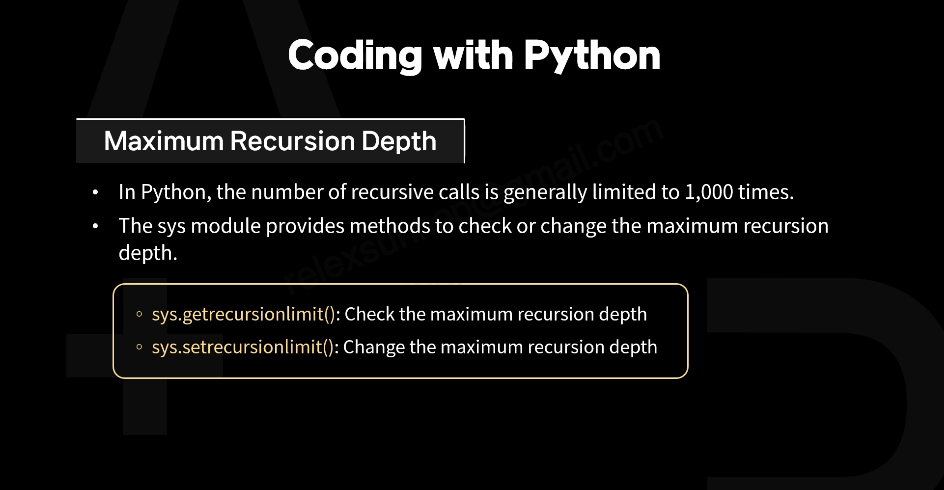 Coding with Python
Maximum Recursion Depth
• In Python, the number of recursive calls is generally limited to 1,000 times.
• The sys module provides methods to check or change the maximum recursion
depth.
◦ sys.getrecursionlimit(): Check the maximum recursion depth
◦ sys.setrecursionlimit(): Change the maximum recursion depth